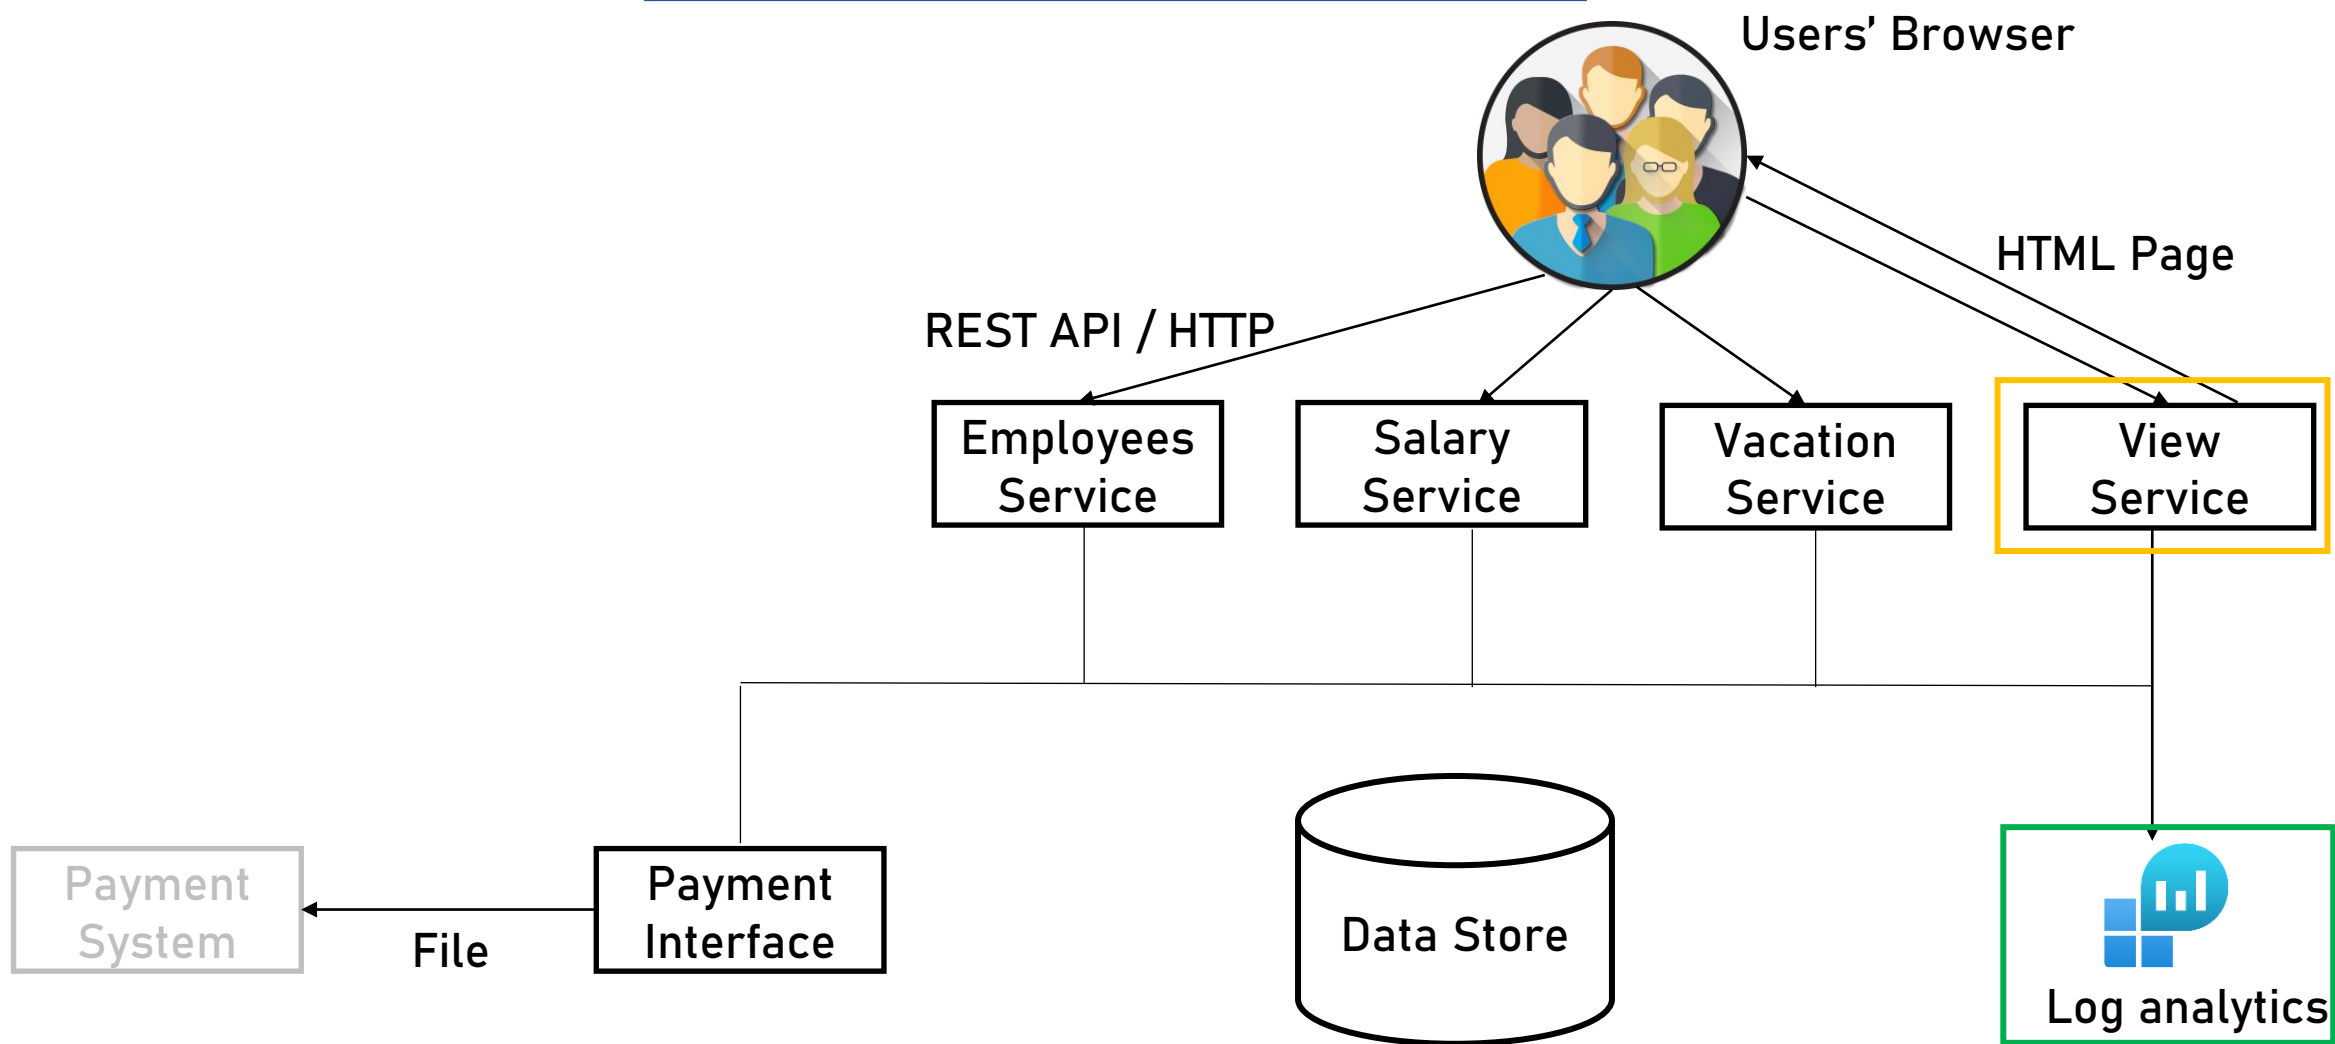 Users’ Browser
HTML Page
REST API / HTTP
Employees
Service
Salary
Service
Vacation
Service
View
Service
Payment
System
File
Payment
Interface
Data Store
Log analytics